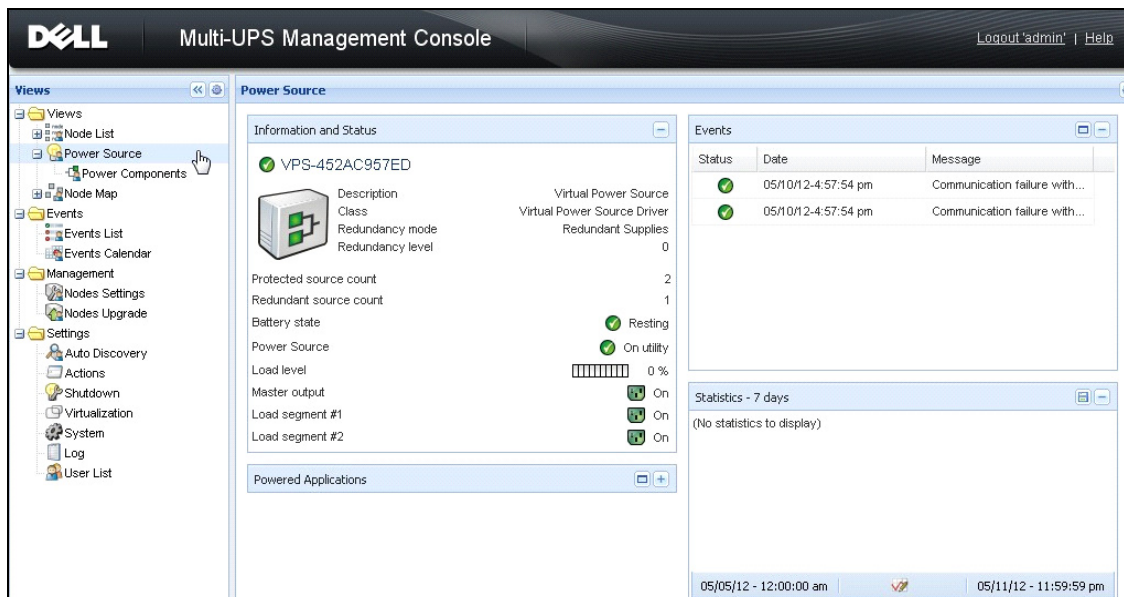 DELL
Multi-UPS Management Console
Logout 'admin' | Help
Views
Views
Node List
Power Source
Power Components
Node Map
Events
Events List
Events Calendar
Management
Nodes Settings
Nodes Upgrade
Settings
Auto Discovery
Actions
Shutdown
Virtualization
System
Log
User List
Power Source
Information and Status
VPS-452AC957ED
Description Virtual Power Source
Class Virtual Power Source Driver
Redundancy mode Redundant Supplies
Redundancy level 0
Protected source count 2
Redundant source count 1
Battery state Resting
Power Source On utility
Load level 0 %
Master output On
Load segment #1 On
Load segment #2 On
Powered Applications
Events
Status Date Message
05/10/12-4:57:54 pm Communication failure with...
05/10/12-4:57:54 pm Communication failure with...
Statistics - 7 days
(No statistics to display)
05/05/12 - 12:00:00 am 05/11/12 - 11:59:59 pm